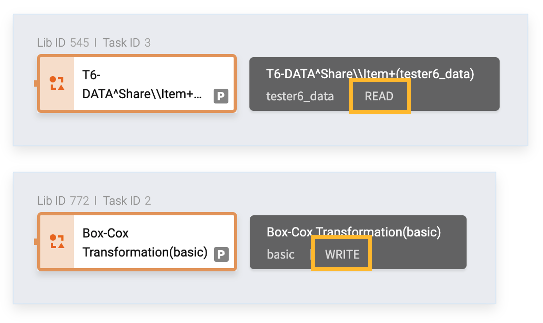 Lib ID 545 | Task ID 3
T6-
DATA^Share\\Item+...
P
T6-DATA^Share\\Item+(tester6_data)
tester6_data | READ
Lib ID 772 | Task ID 2
Box-Cox
Transformation(basic)
P
Box-Cox Transformation(basic)
basic | WRITE